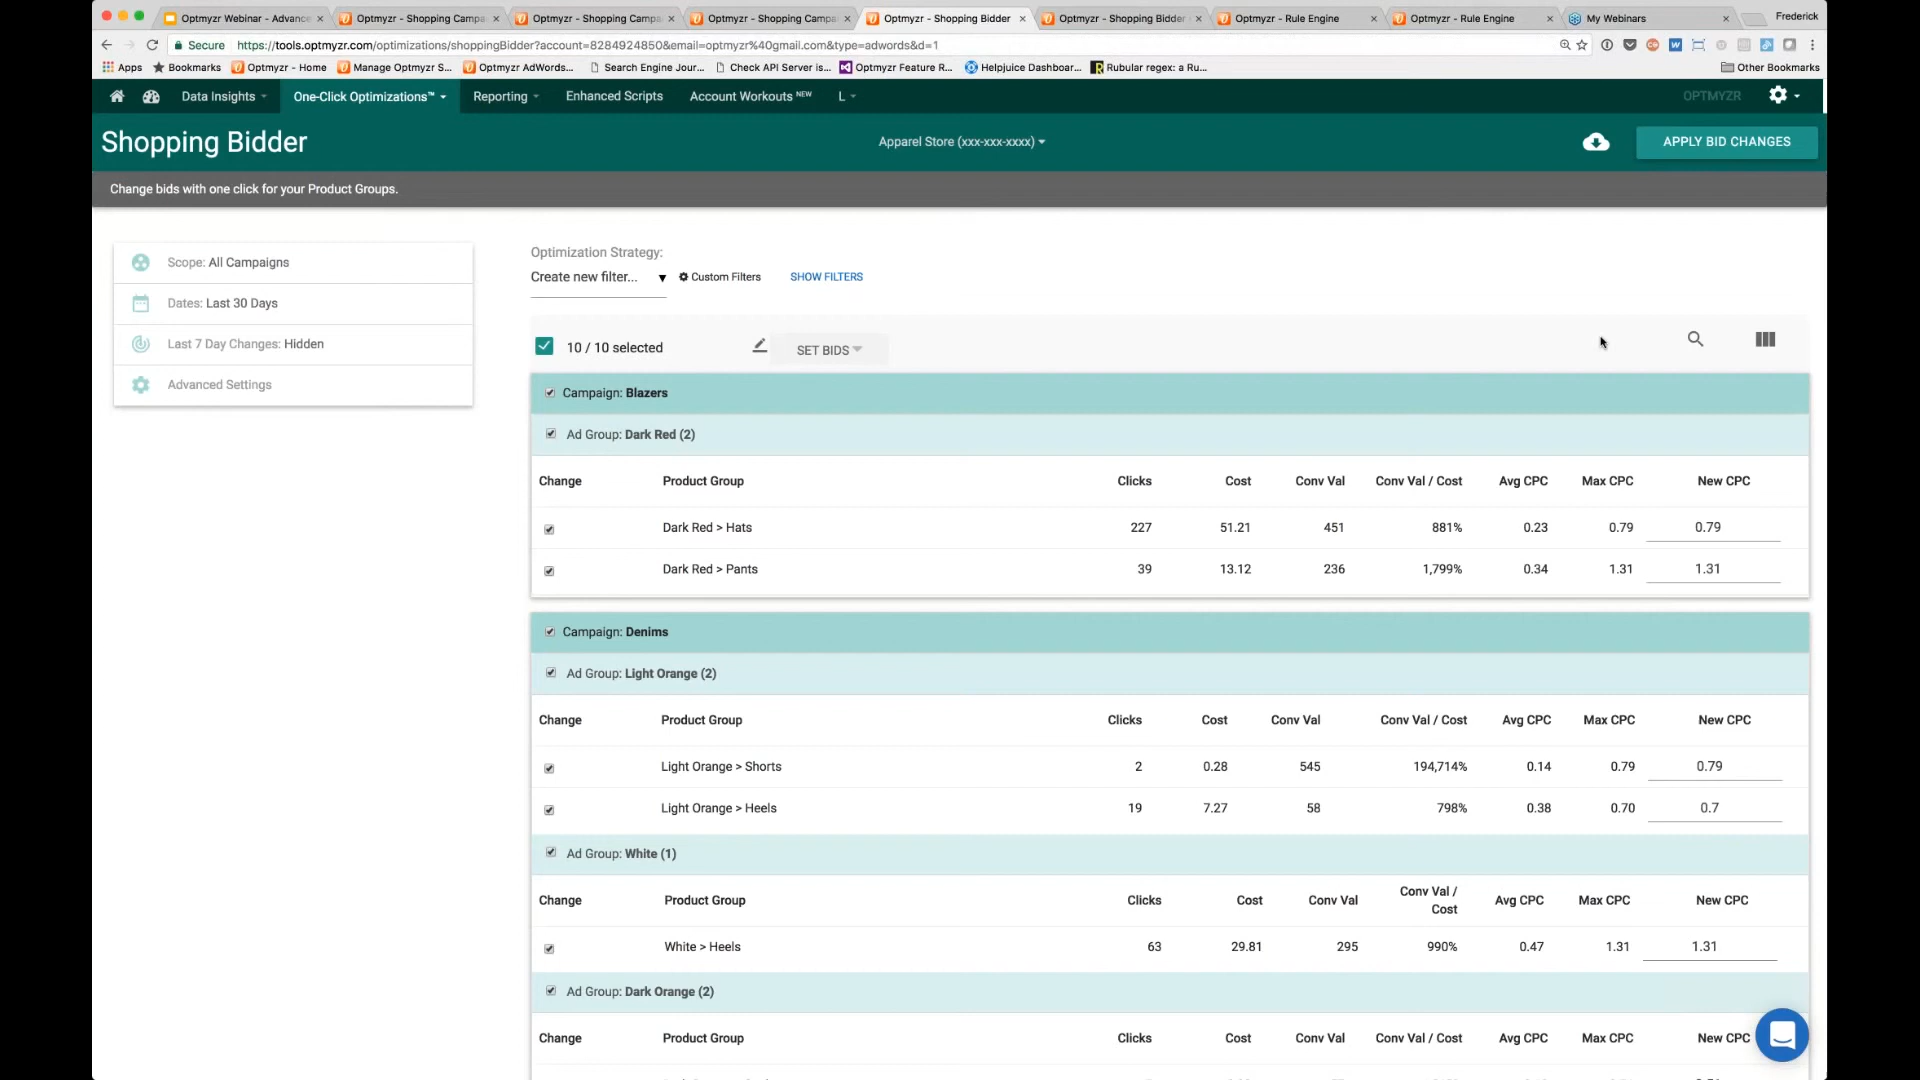 Optmyzr Webinar - Advance
Optmyzr - Shopping Campa
Optmyzr - Shopping Campa
Optmyzr - Shopping Campa
Optmyzr - Shopping Bidder
Optmyzr - Shopping Bidder
Optmyzr - Rule Engine
Optmyzr - Rule Engine
My Webinars
Frederick
Secure
https://tools.optmyzr.com/optimizations/shoppingBidder?account=8284924850&email=optmyzr%40gmail.com&type=adwords&d=1
Apps
Bookmarks
Optmyzr - Home
Manage Optmyzr S...
Optmyzr AdWords...
Search Engine Jour...
Check API Server is...
Optmyzr Feature R...
Helpjuice Dashboar...
Rubular regex: a Ru...
Other Bookmarks
Data Insights
One-Click Optimizations™
Reporting
Enhanced Scripts
Account Workouts NEW
L
OPTMYZR
Shopping Bidder
Apparel Store (xxx-xxx-xxxx)
APPLY BID CHANGES
Change bids with one click for your Product Groups.
Scope: All Campaigns
Dates: Last 30 Days
Last 7 Day Changes: Hidden
Advanced Settings
Optimization Strategy:
Create new filter...
Custom Filters
SHOW FILTERS
10 / 10 selected
SET BIDS
Campaign: Blazers
Ad Group: Dark Red (2)
Change Product Group Clicks Cost Conv Val Conv Val / Cost Avg CPC Max CPC New CPC
Dark Red > Hats 227 51.21 451 881% 0.23 0.79 0.79
Dark Red > Pants 39 13.12 236 1,799% 0.34 1.31 1.31
Campaign: Denims
Ad Group: Light Orange (2)
Change Product Group Clicks Cost Conv Val Conv Val / Cost Avg CPC Max CPC New CPC
Light Orange > Shorts 2 0.28 545 194,714% 0.14 0.79 0.79
Light Orange > Heels 19 7.27 58 798% 0.38 0.70 0.7
Ad Group: White (1)
Change Product Group Clicks Cost Conv Val Conv Val / Cost Avg CPC Max CPC New CPC
White > Heels 63 29.81 295 990% 0.47 1.31 1.31
Ad Group: Dark Orange (2)
Change Product Group Clicks Cost Conv Val Conv Val / Cost Avg CPC Max CPC New CPC